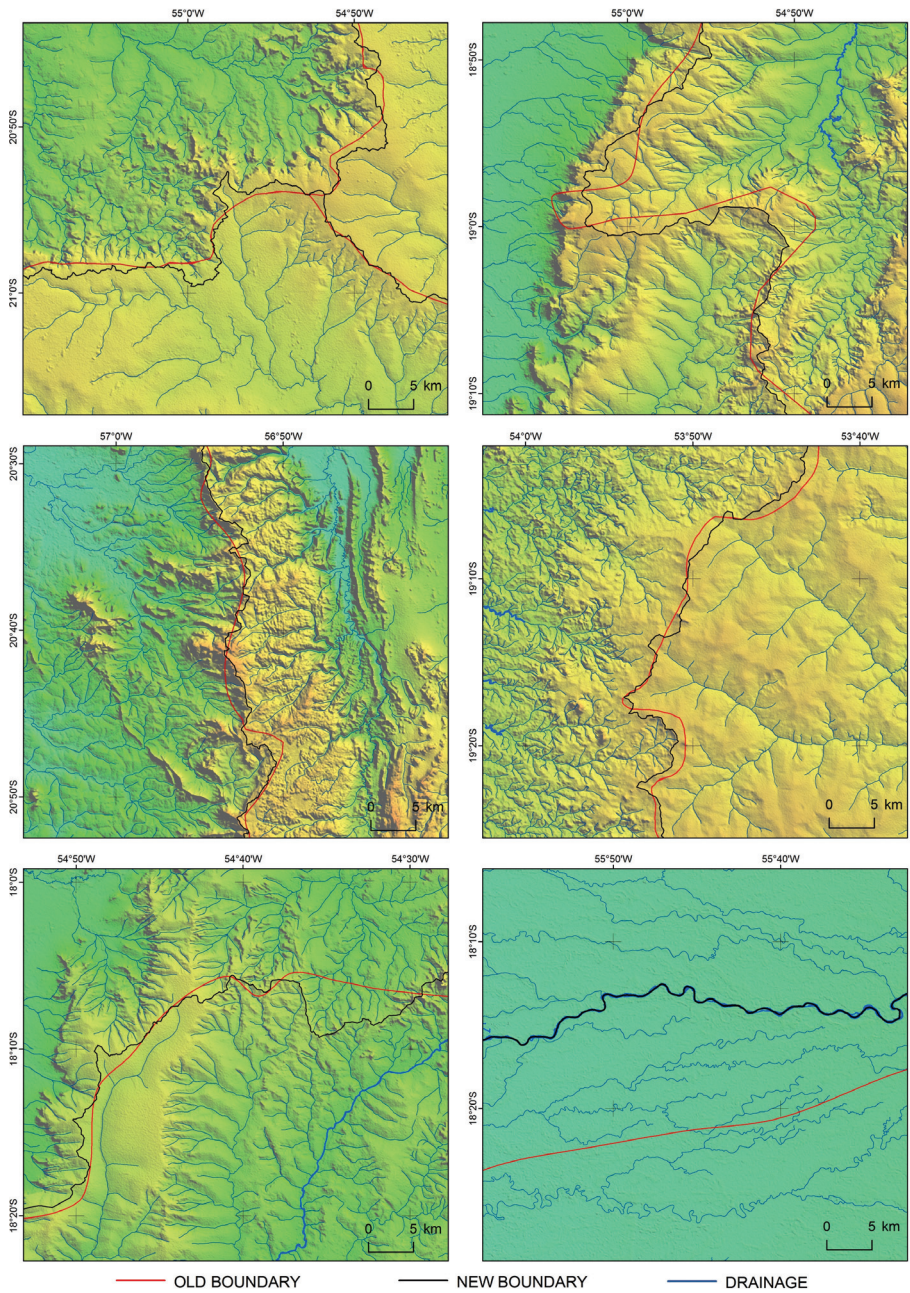 55°0'W 54°50'W
20°50'S
21°0'S
0 5 km
55°0'W 54°50'W
18°50'S
19°0'S
19°10'S
0 5 km
57°0'W 56°50'W
20°30'S
20°40'S
20°50'S
0 5 km
54°0'W 53°50'W 53°40'W
19°10'S
19°20'S
0 5 km
54°50'W 54°40'W 54°30'W
18°0'S
18°10'S
18°20'S
0 5 km
55°50'W 55°40'W
18°10'S
18°20'S
0 5 km
OLD BOUNDARY NEW BOUNDARY DRAINAGE